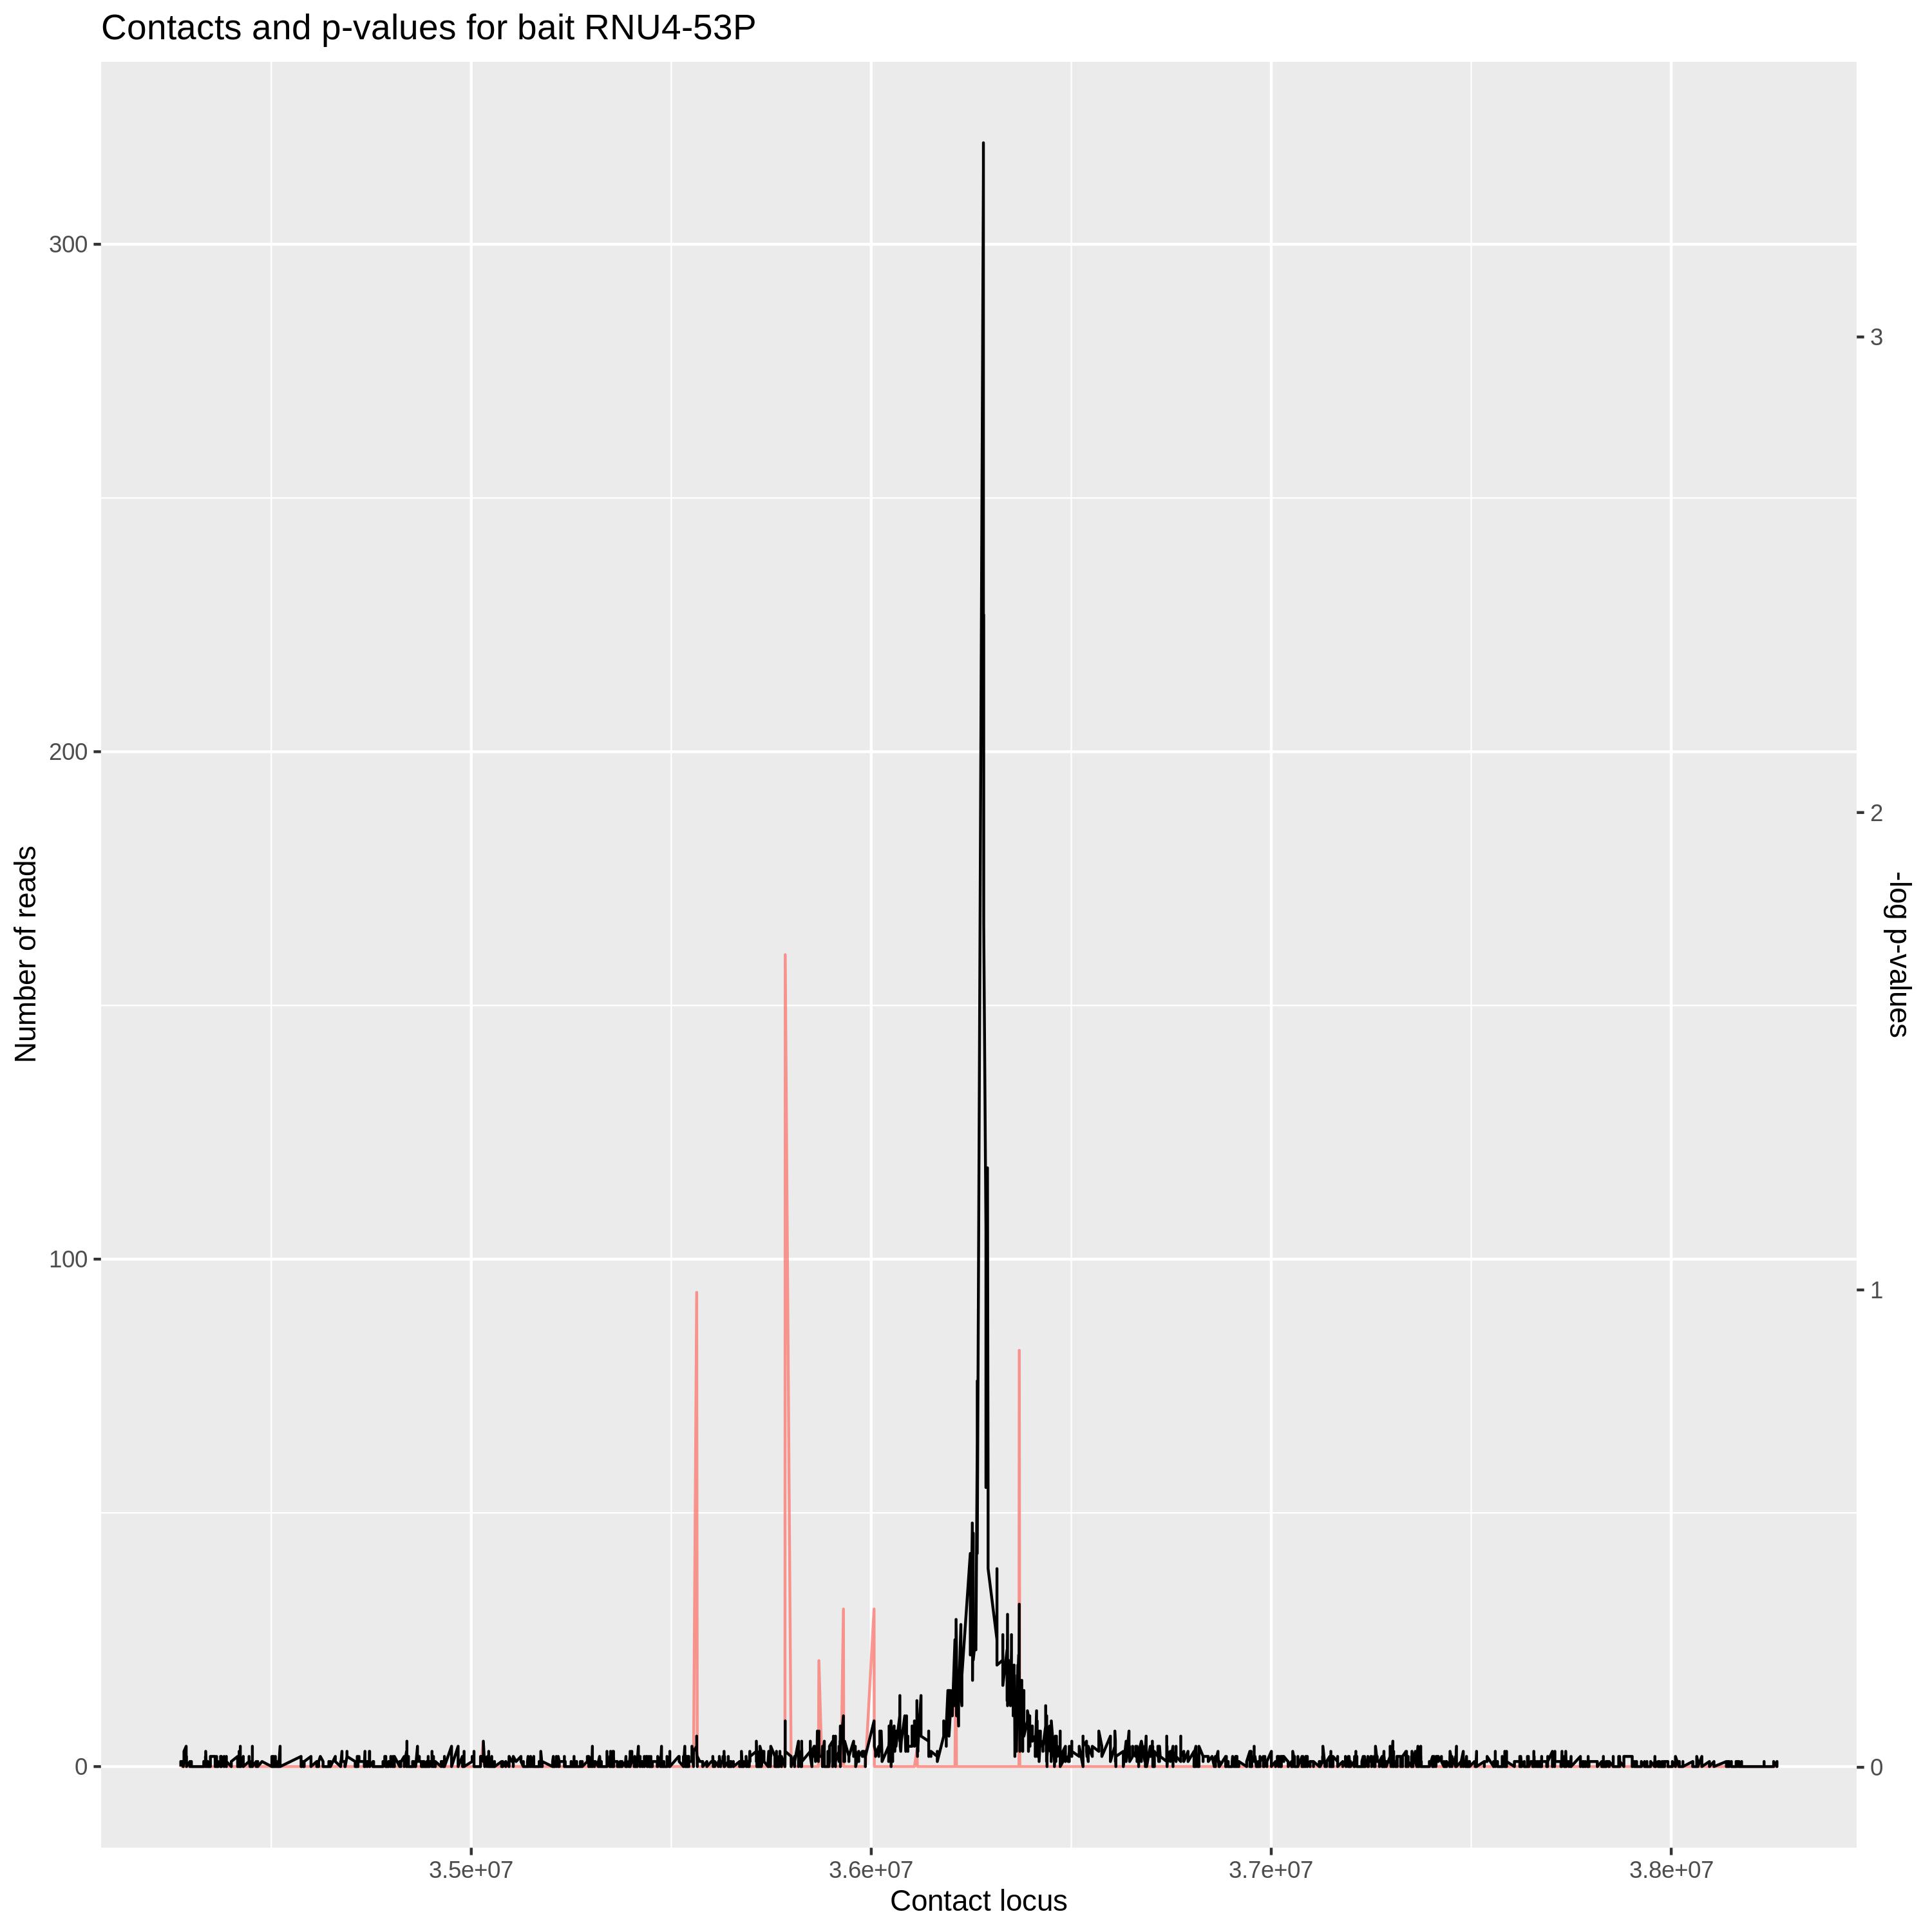 Contacts and p-values for bait RNU4-53P
Number of reads
300
200
100
0
3
2
1
0
-log p-values
3.5e+07
3.6e+07
3.7e+07
3.8e+07
Contact locus